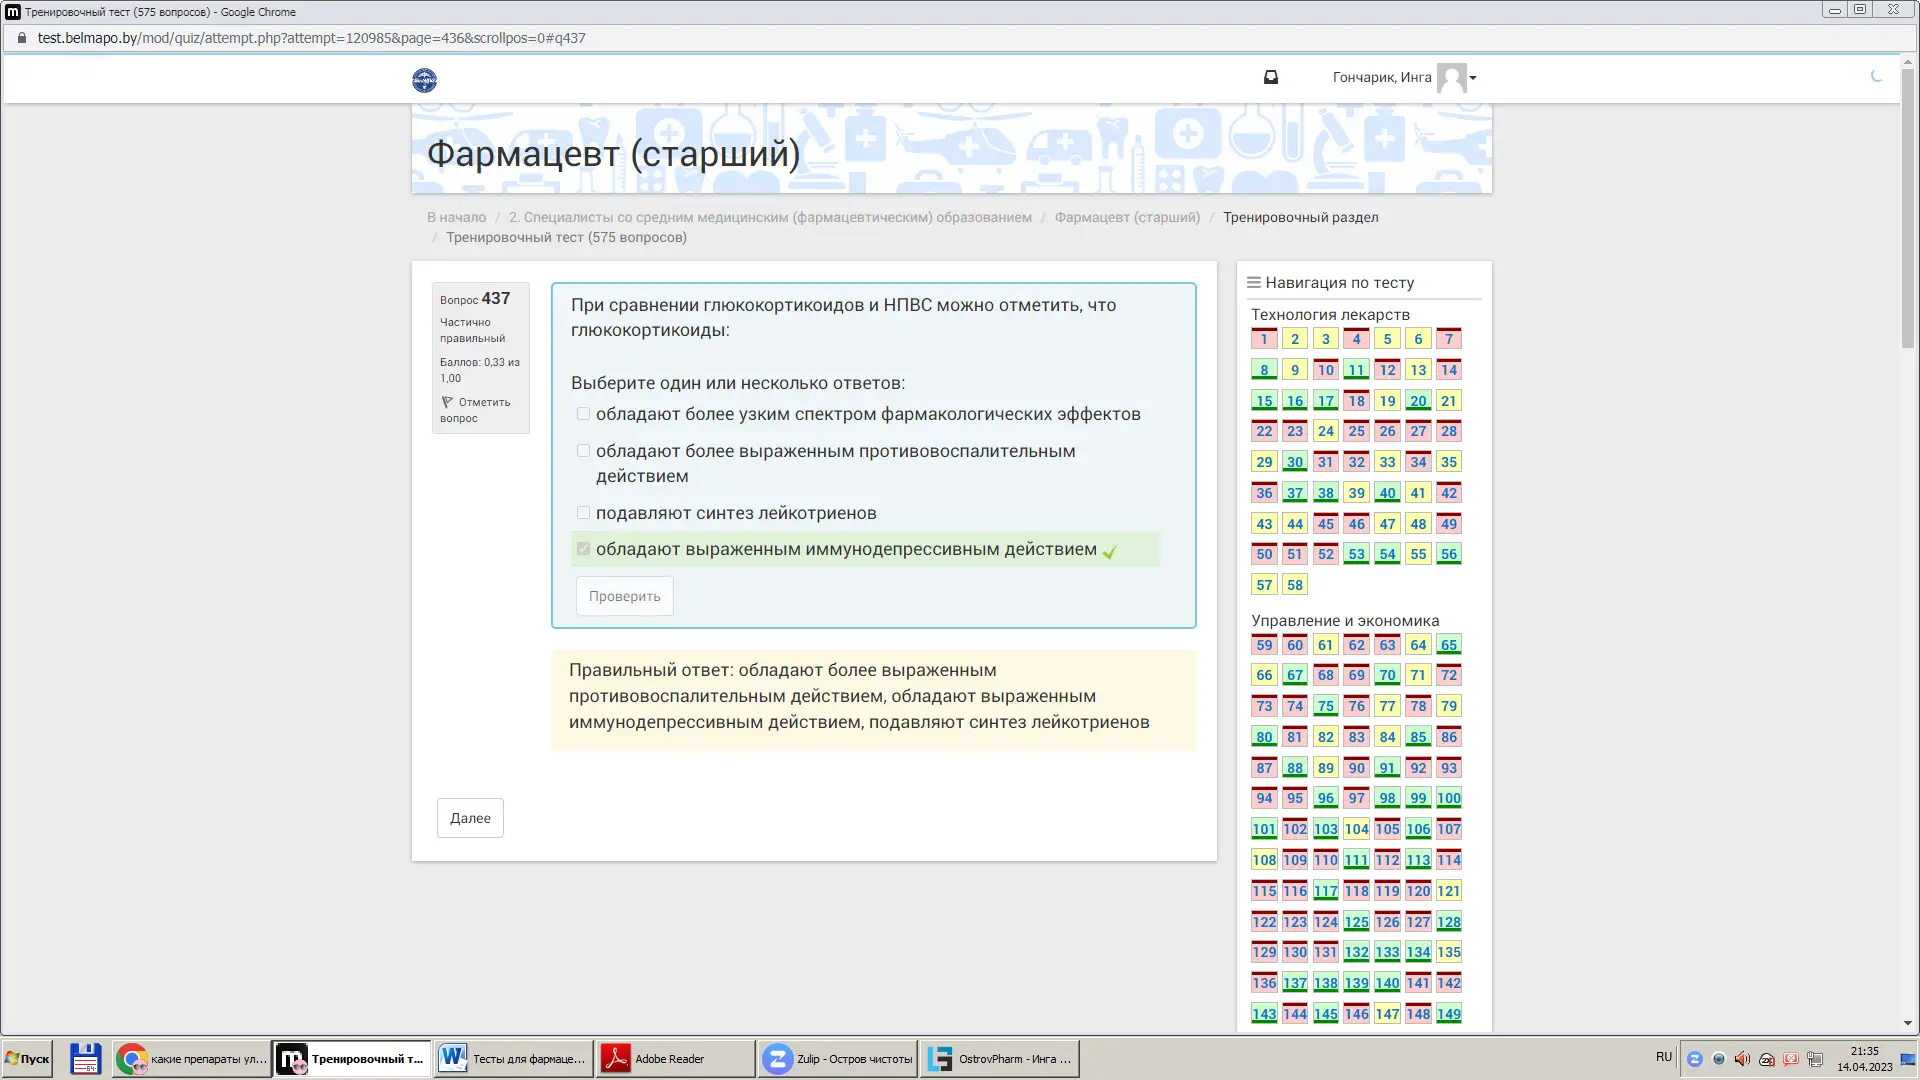 Тренировочный тест (575 вопросов) - Google Chrome
test.belmapo.by/mod/quiz/attempt.php?attempt=120985&page=436&scrollpos=0#q437
Гончарик, Инга
Фармацевт (старший)
В начало / 2. Специалисты со средним медицинским (фармацевтическим) образованием / Фармацевт (старший) / Тренировочный раздел
/ Тренировочный тест (575 вопросов)
Вопрос 437
Частично
правильный
Баллов: 0,33 из
1,00
Отметить
вопрос
При сравнении глюкокортикоидов и НПВС можно отметить, что
глюкокортикоиды:
Выберите один или несколько ответов:
обладают более узким спектром фармакологических эффектов
обладают более выраженным противовоспалительным
действием
подавляют синтез лейкотриенов
обладают выраженным иммунодепрессивным действием
Проверить
Правильный ответ: обладают более выраженным
противовоспалительным действием, обладают выраженным
иммунодепрессивным действием, подавляют синтез лейкотриенов
Далее
Навигация по тесту
Технология лекарств
1 2 3 4 5 6 7
8 9 10 11 12 13 14
15 16 17 18 19 20 21
22 23 24 25 26 27 28
29 30 31 32 33 34 35
36 37 38 39 40 41 42
43 44 45 46 47 48 49
50 51 52 53 54 55 56
57 58
Управление и экономика
59 60 61 62 63 64 65
66 67 68 69 70 71 72
73 74 75 76 77 78 79
80 81 82 83 84 85 86
87 88 89 90 91 92 93
94 95 96 97 98 99 100
101 102 103 104 105 106 107
108 109 110 111 112 113 114
115 116 117 118 119 120 121
122 123 124 125 126 127 128
129 130 131 132 133 134 135
136 137 138 139 140 141 142
143 144 145 146 147 148 149
Пуск
какие препараты ул...
Тренировочный т...
Тесты для фармаце...
Adobe Reader
Zulip - Остров чистоты
OstrovPharm - Инга ...
RU
21:35
14.04.2023